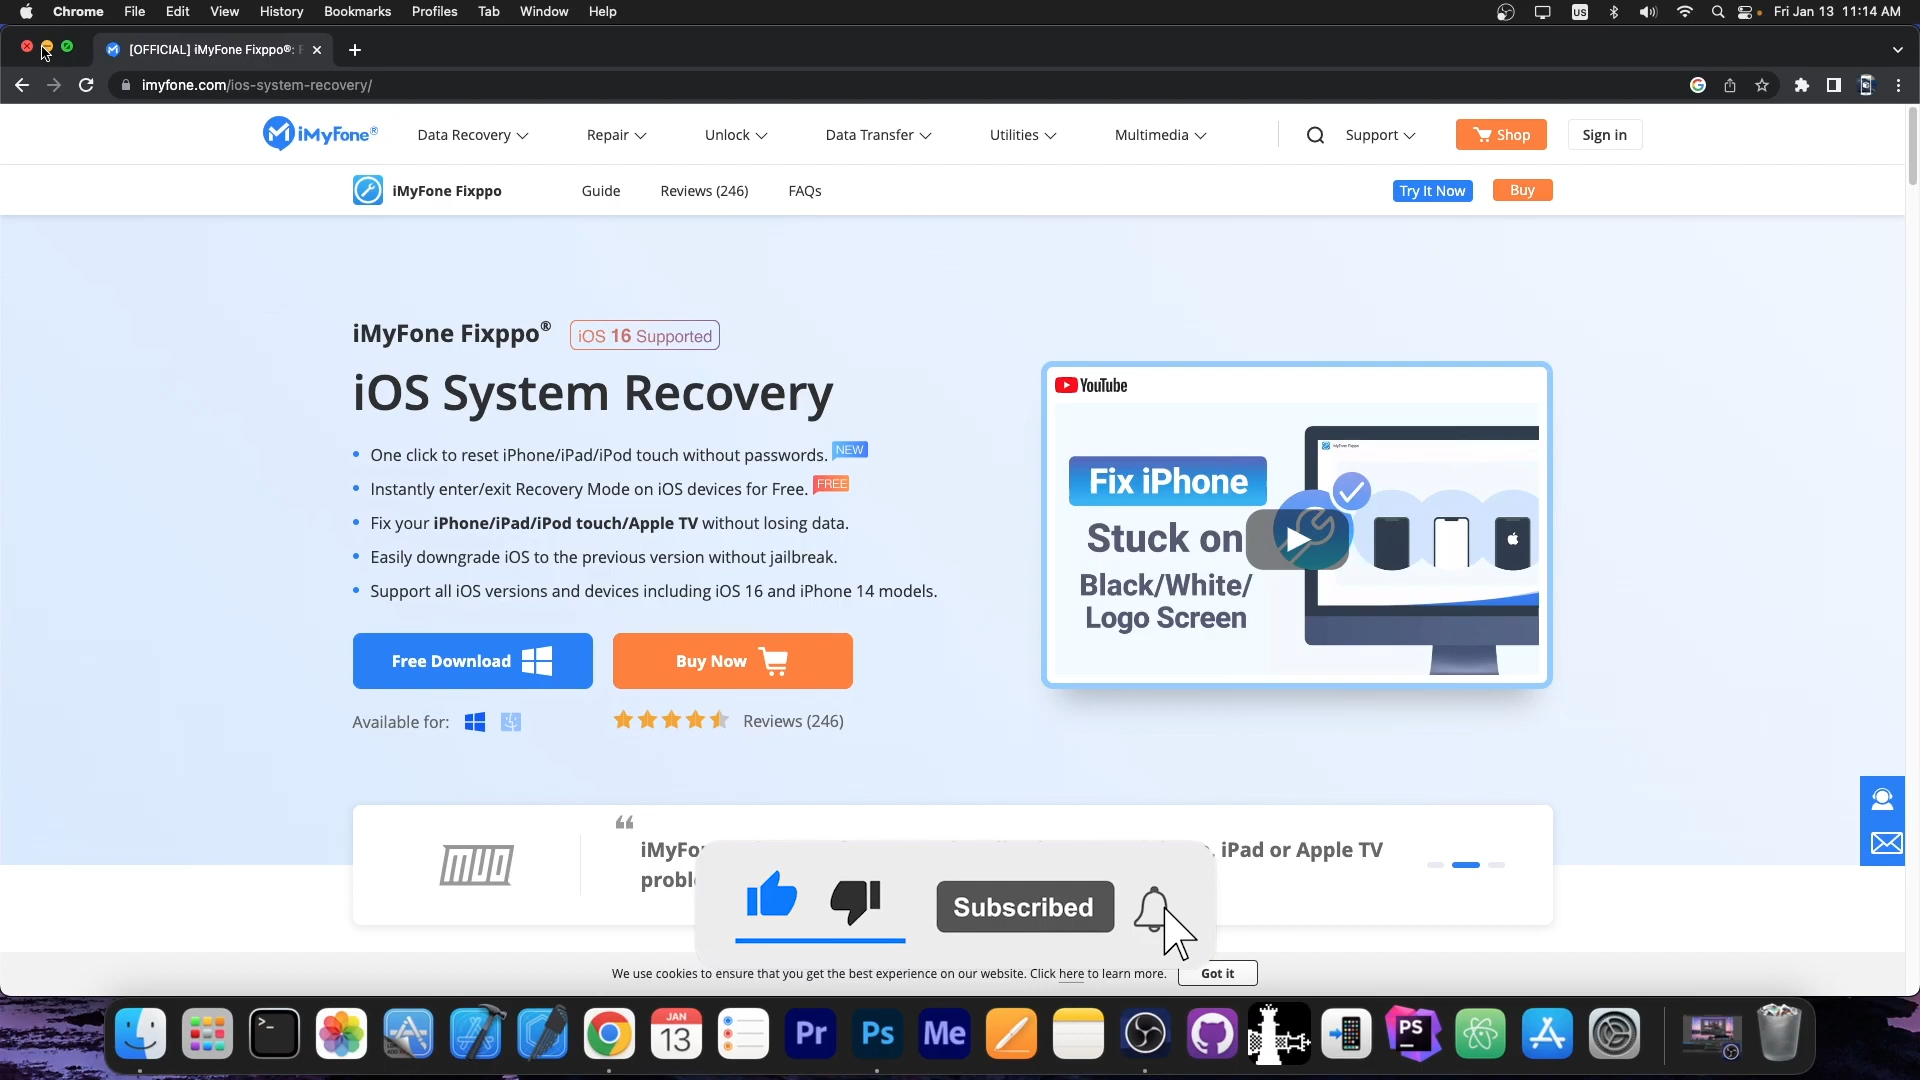 Chrome File Edit View History Bookmarks Profiles Tab Window Help US Fri Jan 13 11:14 AM
[OFFICIAL] iMyFone Fixppo®: F
imyfone.com/ios-system-recovery/
iMyFone® Data Recovery Repair Unlock Data Transfer Utilities Multimedia Support Shop Sign in
iMyFone Fixppo Guide Reviews (246) FAQs Try It Now Buy
iMyFone Fixppo® iOS 16 Supported
iOS System Recovery
One click to reset iPhone/iPad/iPod touch without passwords. NEW
Instantly enter/exit Recovery Mode on iOS devices for Free. FREE
Fix your iPhone/iPad/iPod touch/Apple TV without losing data.
Easily downgrade iOS to the previous version without jailbreak.
Support all iOS versions and devices including iOS 16 and iPhone 14 models.
Free Download Buy Now
Available for: Reviews (246)
YouTube
iMyFone Fixppo
Fix iPhone
Stuck on
Black/White/
Logo Screen
MUO
“
iPad or Apple TV
Subscribed
We use cookies to ensure that you get the best experience on our website. Click here to learn more. Got it
JAN
13
Pr Ps Me PS